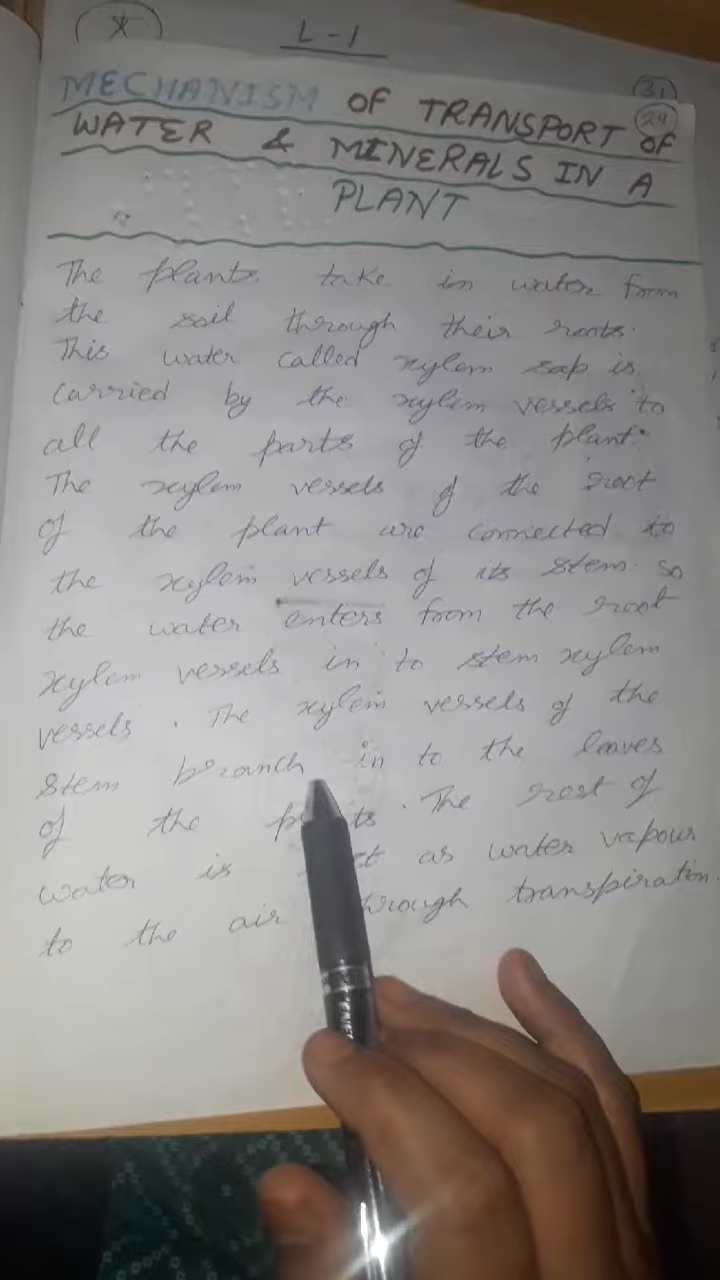 X
L-1
31
MECHANISM OF TRANSPORT OF
24
WATER & MINERALS IN A
PLANT
The plants take in water from
the soil through their roots.
This water called xylem sap is
carried by the xylem vessels to
all the parts of the plant.
The xylem vessels of the root
of the plant are connected to
the xylem vessels of its stem so
the water enters from the root
xylem vessels in to stem xylem
vessels . The xylem vessels of the
stem branch in to the leaves
of the . The rest of
water is as water vapour
to the air through transpiration.